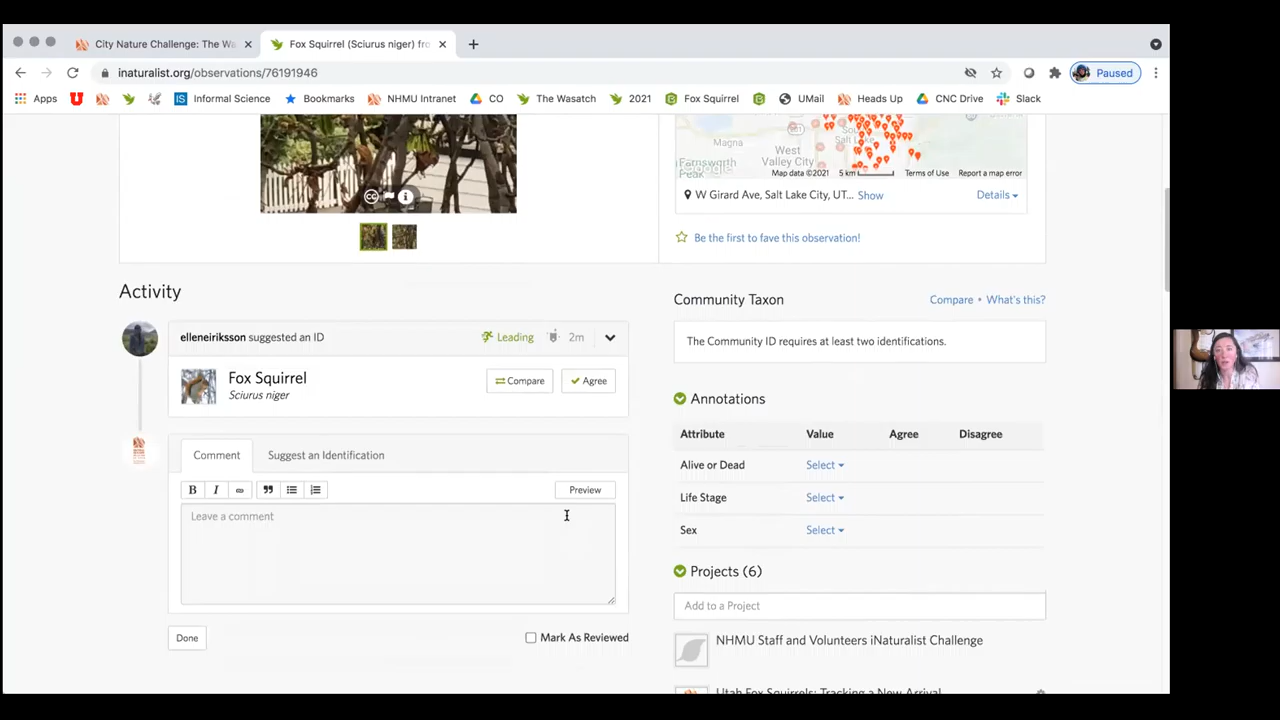 City Nature Challenge: The Wa
Fox Squirrel (Sciurus niger) fro
inaturalist.org/observations/76191946
Paused
Apps
Informal Science
Bookmarks
NHMU Intranet
CO
The Wasatch
2021
Fox Squirrel
UMail
Heads Up
CNC Drive
Slack
Magna
West
Valley City
Farnsworth
Peak
Google
Map data ©2021
5 km
Terms of Use
Report a map error
W Girard Ave, Salt Lake City, UT... Show
Details
Be the first to fave this observation!
Activity
elleneiriksson suggested an ID
Leading
2m
Fox Squirrel
Sciurus niger
Compare
Agree
Comment
Suggest an Identification
B I
Preview
Leave a comment
Done
Mark As Reviewed
Community Taxon
Compare • What's this?
The Community ID requires at least two identifications.
Annotations
Attribute Value Agree Disagree
Alive or Dead Select
Life Stage Select
Sex Select
Projects (6)
Add to a Project
NHMU Staff and Volunteers iNaturalist Challenge
Utah Fox Squirrels: Tracking a New Arrival